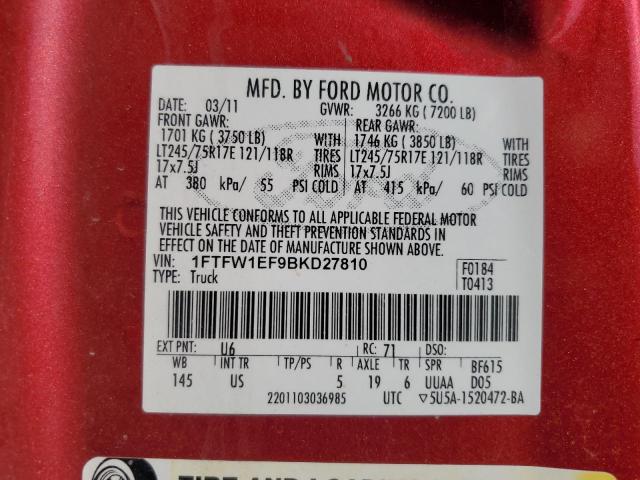 MFD. BY FORD MOTOR CO.
DATE: 03/11 GVWR: 3266 KG ( 7200 LB)
FRONT GAWR: REAR GAWR:
1701 KG ( 3750 LB) WITH 1746 KG ( 3850 LB) WITH
LT245/75R17E 121/118R TIRES LT245/75R17E 121/118R TIRES
17x7.5J RIMS 17x7.5J RIMS
AT 380 kPa/ 55 PSI COLD AT 415 kPa/ 60 PSI COLD
Ford
THIS VEHICLE CONFORMS TO ALL APPLICABLE FEDERAL MOTOR
VEHICLE SAFETY AND THEFT PREVENTION STANDARDS IN
EFFECT ON THE DATE OF MANUFACTURE SHOWN ABOVE.
VIN: 1FTFW1EF9BKD27810 F0184
TYPE: Truck T0413
EXT PNT: U6 RC: 71 DSO:
WB INT TR TP/PS R AXLE TR SPR BF615
145 US 5 19 6 UUAA D05
2201103036985 UTC ▽5U5A-1520472-BA